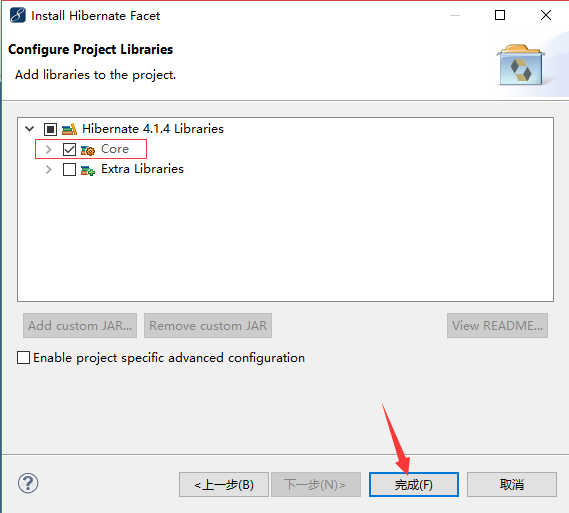 Install Hibernate Facet
Configure Project Libraries
Add libraries to the project.
Hibernate 4.1.4 Libraries
Core
Extra Libraries
Add custom JAR... Remove custom JAR View README...
Enable project specific advanced configuration
<上一步(B) 下一步(N)> 完成(F) 取消